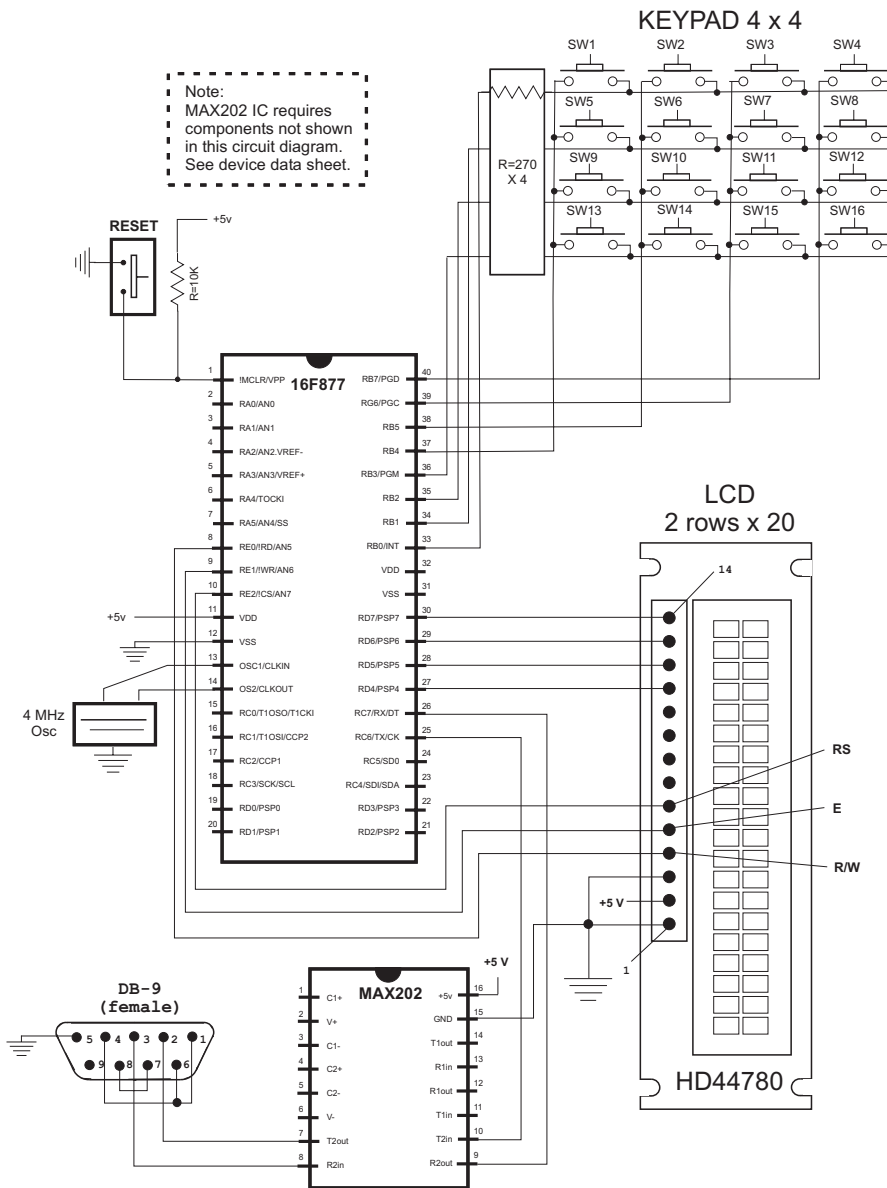 KEYPAD 4 x 4
SW1
SW2
SW3
SW4
SW5
SW6
SW7
SW8
SW9
SW10
SW11
SW12
SW13
SW14
SW15
SW16
R=270
X 4
Note:
MAX202 IC requires
components not shown
in this circuit diagram.
See device data sheet.
RESET
+5v
R=10K
16F877
1 !MCLR/VPP
2 RA0/AN0
3 RA1/AN1
4 RA2/AN2.VREF-
5 RA3/AN3/VREF+
6 RA4/TOCKI
7 RA5/AN4/SS
8 RE0/!RD/AN5
9 RE1/!WR/AN6
10 RE2/!CS/AN7
11 VDD
12 VSS
13 OSC1/CLKIN
14 OS2/CLKOUT
15 RC0/T1OSO/T1CKI
16 RC1/T1OSI/CCP2
17 RC2/CCP1
18 RC3/SCK/SCL
19 RD0/PSP0
20 RD1/PSP1
RB7/PGD 40
RG6/PGC 39
RB5 38
RB4 37
RB3/PGM 36
RB2 35
RB1 34
RB0/INT 33
VDD 32
VSS 31
RD7/PSP7 30
RD6/PSP6 29
RD5/PSP5 28
RD4/PSP4 27
RC7/RX/DT 26
RC6/TX/CK 25
RC5/SD0 24
RC4/SDI/SDA 23
RD3/PSP3 22
RD2/PSP2 21
+5v
4 MHz
Osc
LCD
2 rows x 20
14
RS
E
R/W
+5 V
1
HD44780
DB-9
(female)
5 4 3 2 1
9 8 7 6
MAX202
+5 V
1 C1+
2 V+
3 C1-
4 C2+
5 C2-
6 V-
7 T2out
8 R2in
+5v 16
GND 15
T1out 14
R1in 13
R1out 12
T1in 11
T2in 10
R2out 9